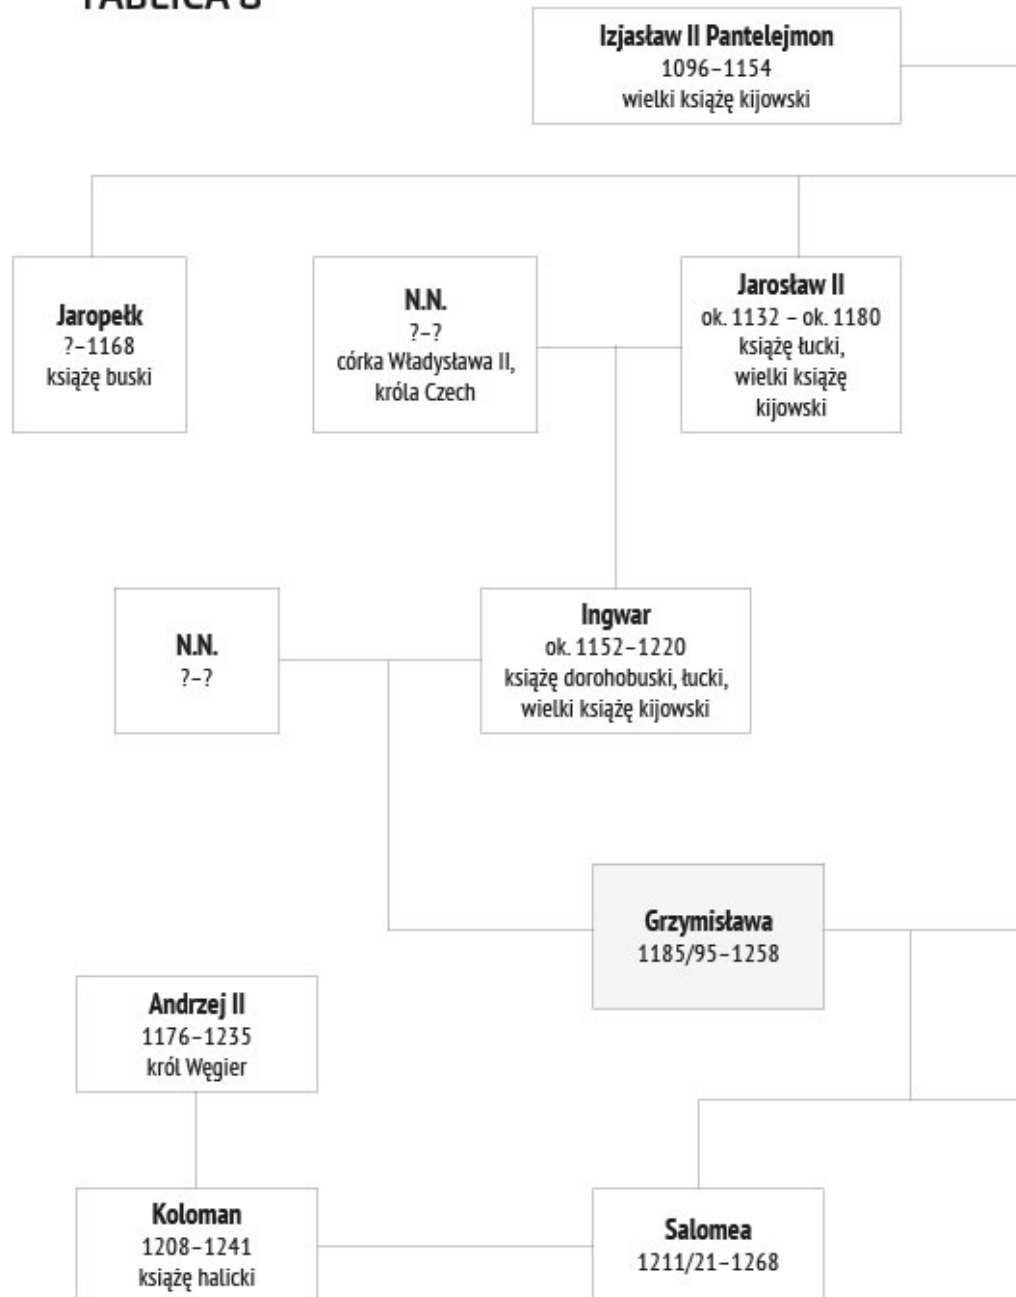 TABLICA 8
Izjasław II Pantelejmon
1096–1154
wielki książę kijowski
Jaropełk
?–1168
książę buski
N.N.
?–?
córka Władysława II,
króla Czech
Jarosław II
ok. 1132 – ok. 1180
książę łucki,
wielki książę
kijowski
N.N.
?–?
Ingwar
ok. 1152–1220
książę dorohobuski, łucki,
wielki książę kijowski
Grzymisława
1185/95–1258
Andrzej II
1176–1235
król Węgier
Koloman
1208–1241
książę halicki
Salomea
1211/21–1268